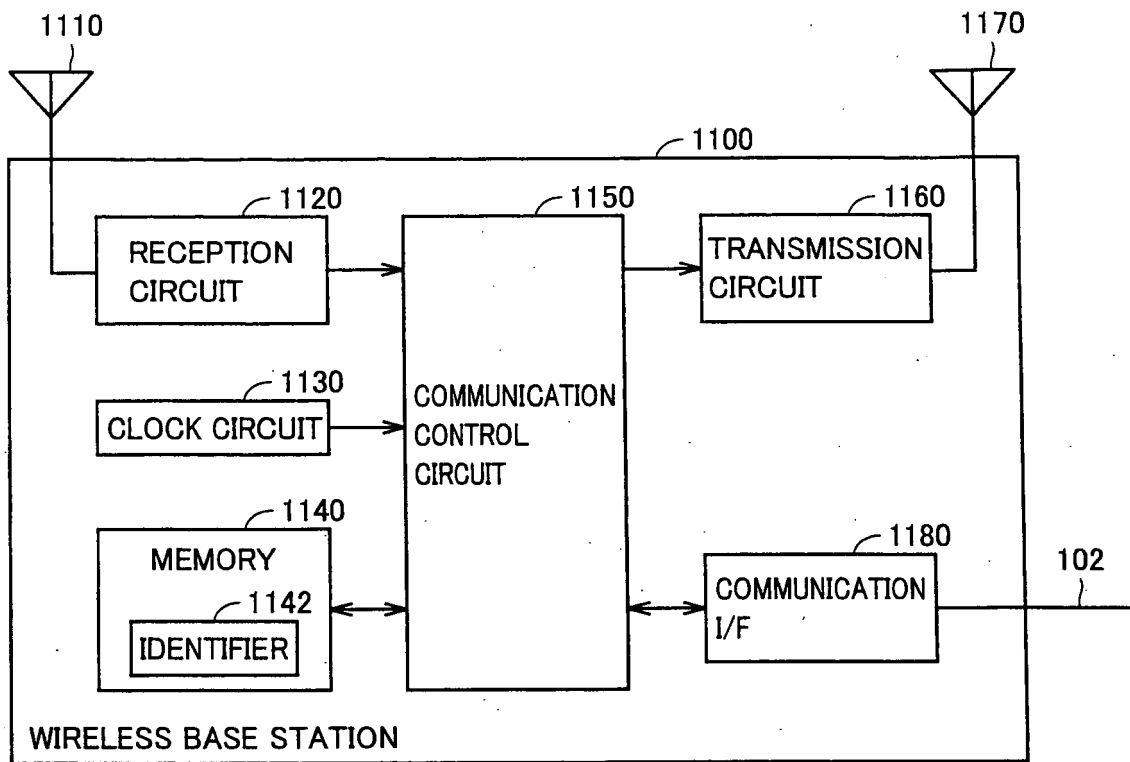 1110
1170
1100
1120
1150
1160
RECEPTION
CIRCUIT
TRANSMISSION
CIRCUIT
1130
CLOCK CIRCUIT
COMMUNICATION
CONTROL
CIRCUIT
1140
MEMORY
1142
IDENTIFIER
1180
COMMUNICATION
I/F
102
WIRELESS BASE STATION